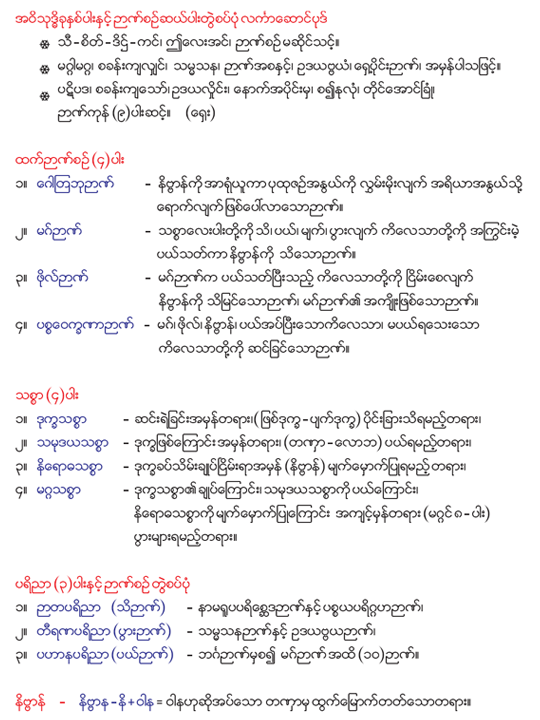 အဝိသုဒ္ဓိခုနှစ်ပါးနှင့် ဉာဏ်စဉ်ဆယ်ပါးတွဲစပ်ပုံ လင်္ကာဆောင်ပုဒ်
❀ သီ-စိတ်-ဒိဋ္ဌိ-ကင်၊ ဤလေးအင်၊ ဉာဏ်စဉ်မဆိုင်သင့်။
❀ မဂ္ဂါမဂ္ဂ၊ စခန်းကျလျှင်၊ သမ္မသန၊ ဉာဏ်အစနှင့်၊ ဥဒယဗ္ဗယံ၊ ရှေ့ပိုင်းဉာဏ်၊ အမှန်ပါသဖြင့်။
❀ ပဋိပဒ၊ စခန်းကျသော်၊ ဥဒယလှိုင်း၊ နောက်အပိုင်းမှ၊ စ၍နုလုံ၊ တိုင်အောင်ခြုံ၊
ဉာဏ်ကုန် (၉)ပါးဆင့်။ (ရှေး)
ထက်ဉာဏ်စဉ် (၄)ပါး
၁။ ဂေါတြဘုဉာဏ် - နိဗ္ဗာန်ကို အာရုံယူကာ ပုထုဇဉ်အနွယ်ကို လွှမ်းမိုးလျက် အရိယာအနွယ်သို့
ရောက်လျက် ဖြစ်ပေါ်လာသောဉာဏ်။
၂။ မဂ်ဉာဏ် - သစ္စာလေးပါးတို့ကို သိ၊ ပယ်၊ မျက်၊ ပွားလျက် ကိလေသာတို့ကို အကြွင်းမဲ့
ပယ်သတ်ကာ နိဗ္ဗာန်ကို သိသောဉာဏ်။
၃။ ဖိုလ်ဉာဏ် - မဂ်ဉာဏ်က ပယ်သတ်ပြီးသည့် ကိလေသာတို့ကို ငြိမ်းစေလျက်
နိဗ္ဗာန်ကို သိမြင်သောဉာဏ်၊ မဂ်ဉာဏ်၏ အကျိုးဖြစ်သောဉာဏ်။
၄။ ပစ္စဝေက္ခဏာဉာဏ် - မဂ်၊ ဖိုလ်၊ နိဗ္ဗာန်၊ ပယ်အပ်ပြီးသောကိလေသာ၊ မပယ်ရသေးသော
ကိလေသာတို့ကို ဆင်ခြင်သောဉာဏ်။
သစ္စာ (၄)ပါး
၁။ ဒုက္ခသစ္စာ - ဆင်းရဲခြင်းအမှန်တရား၊ (ဖြစ်ဒုက္ခ-ပျက်ဒုက္ခ) ပိုင်းခြားသိရမည့်တရား၊
၂။ သမုဒယသစ္စာ - ဒုက္ခဖြစ်ကြောင်းအမှန်တရား၊ (တဏှာ-လောဘ) ပယ်ရမည့်တရား၊
၃။ နိရောဓသစ္စာ - ဒုက္ခခပ်သိမ်းချုပ်ငြိမ်းရာအမှန် (နိဗ္ဗာန်) မျက်မှောက်ပြုရမည့်တရား၊
၄။ မဂ္ဂသစ္စာ - ဒုက္ခသစ္စာ၏ ချုပ်ကြောင်း၊ သမုဒယသစ္စာကို ပယ်ကြောင်း၊
နိရောဓသစ္စာကို မျက်မှောက်ပြုကြောင်း အကျင့်မှန်တရား (မဂ္ဂင် ၈-ပါး)
ပွားများရမည့်တရား။
ပရိညာ (၃)ပါးနှင့် ဉာဏ်စဉ် တွဲစပ်ပုံ
၁။ ဉာတပရိညာ (သိဉာဏ်) - နာမရူပပရိစ္ဆေဒဉာဏ်နှင့် ပစ္စယပရိဂ္ဂဟဉာဏ်၊
၂။ တီရဏပရိညာ (ပွားဉာဏ်) - သမ္မသနဉာဏ်နှင့် ဥဒယဗ္ဗယဉာဏ်၊
၃။ ပဟာနပရိညာ (ပယ်ဉာဏ်) - ဘင်္ဂဉာဏ်မှစ၍ မဂ်ဉာဏ် အထိ (၁၀)ဉာဏ်။
နိဗ္ဗာန် - နိဗ္ဗာန - နိ + ဝါန = ဝါနဟုဆိုအပ်သော တဏှာမှ ထွက်မြောက်တတ်သောတရား။